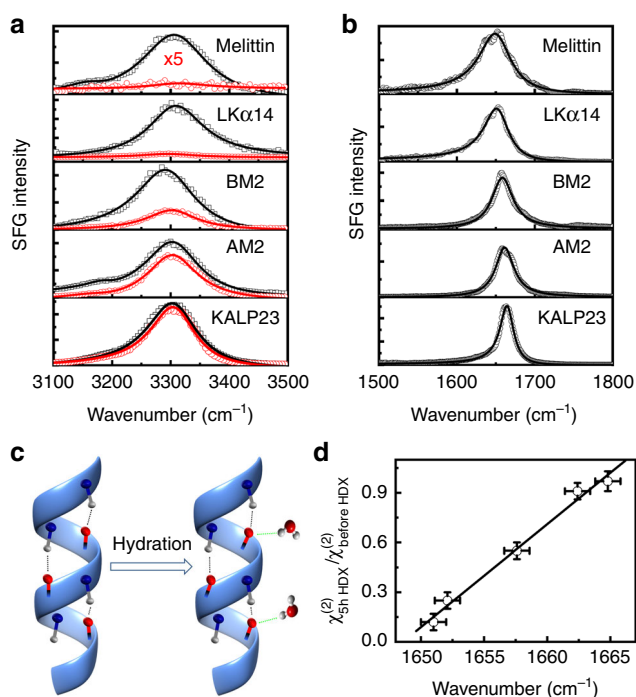 a
b
SFG intensity
Melittin
x5
LKα14
BM2
AM2
KALP23
3100 3200 3300 3400 3500
Wavenumber (cm⁻¹)
SFG intensity
Melittin
LKα14
BM2
AM2
KALP23
1500 1600 1700 1800
Wavenumber (cm⁻¹)
c
Hydration
d
χ⁽²⁾5h HDX/χ⁽²⁾before HDX
0.9
0.6
0.3
0.0
1650 1655 1660 1665
Wavenumber (cm⁻¹)